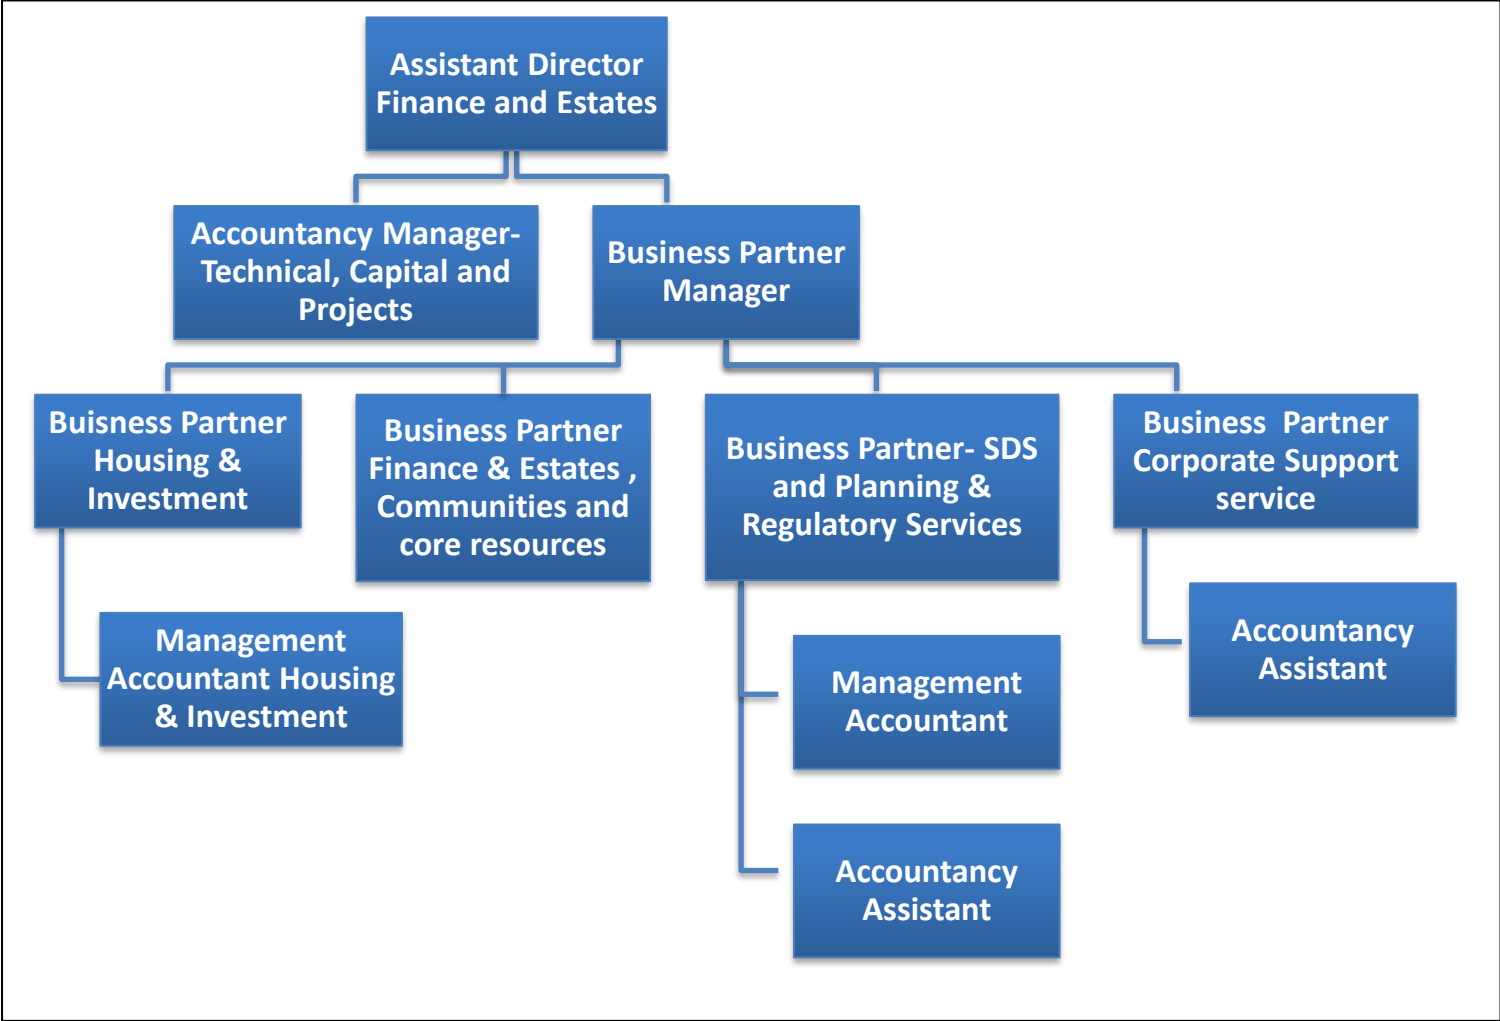 Assistant Director
Finance and Estates
Accountancy Manager-
Technical, Capital and
Projects
Business Partner
Manager
Buisness Partner
Housing &
Investment
Business Partner
Finance & Estates ,
Communities and
core resources
Business Partner- SDS
and Planning &
Regulatory Services
Business  Partner
Corporate Support
service
Management
Accountant Housing
& Investment
Management
Accountant
Accountancy
Assistant
Accountancy
Assistant